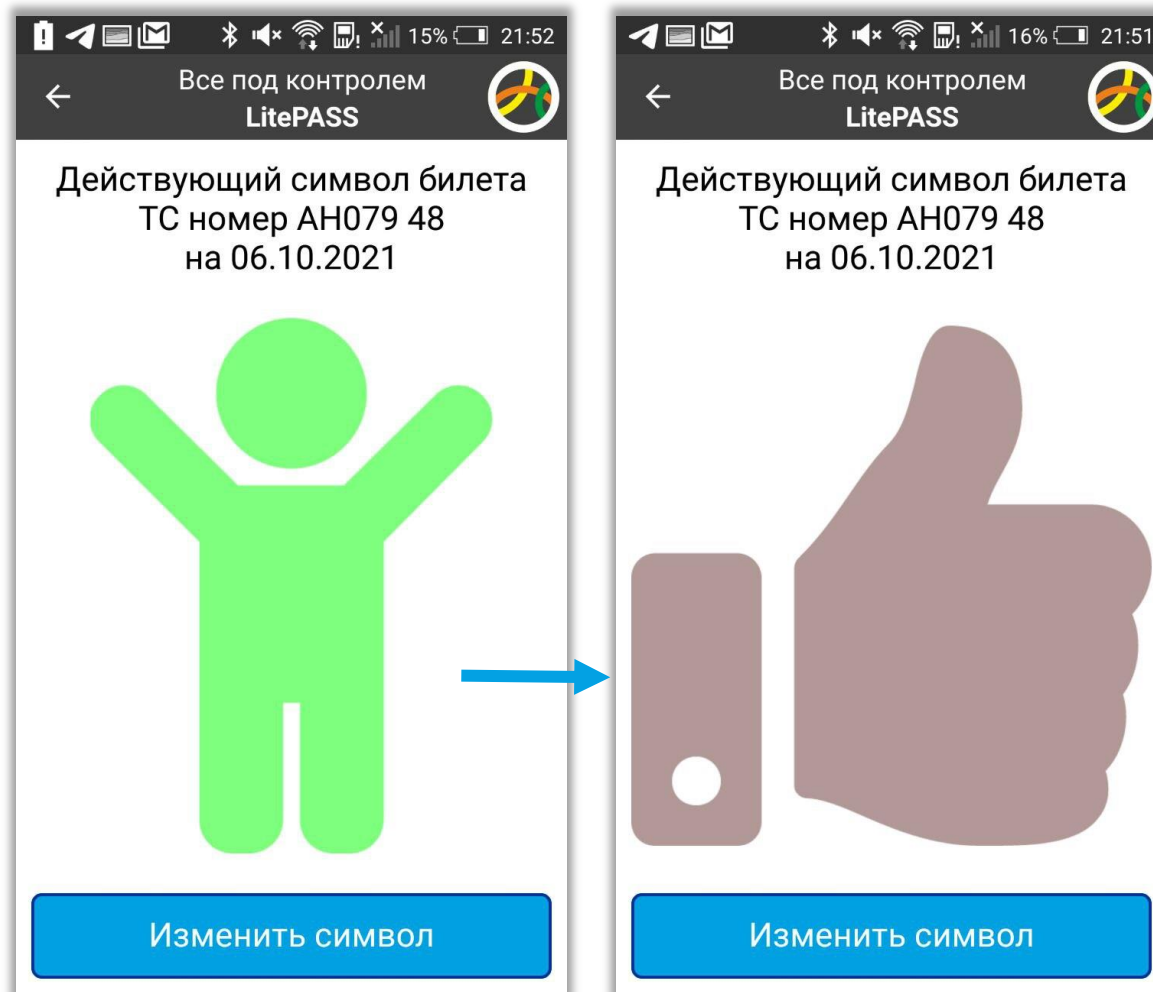 15% 21:52
Все под контролем
LitePASS
Действующий символ билета
ТС номер АН079 48
на 06.10.2021
Изменить символ
16% 21:51
Все под контролем
LitePASS
Действующий символ билета
ТС номер АН079 48
на 06.10.2021
Изменить символ